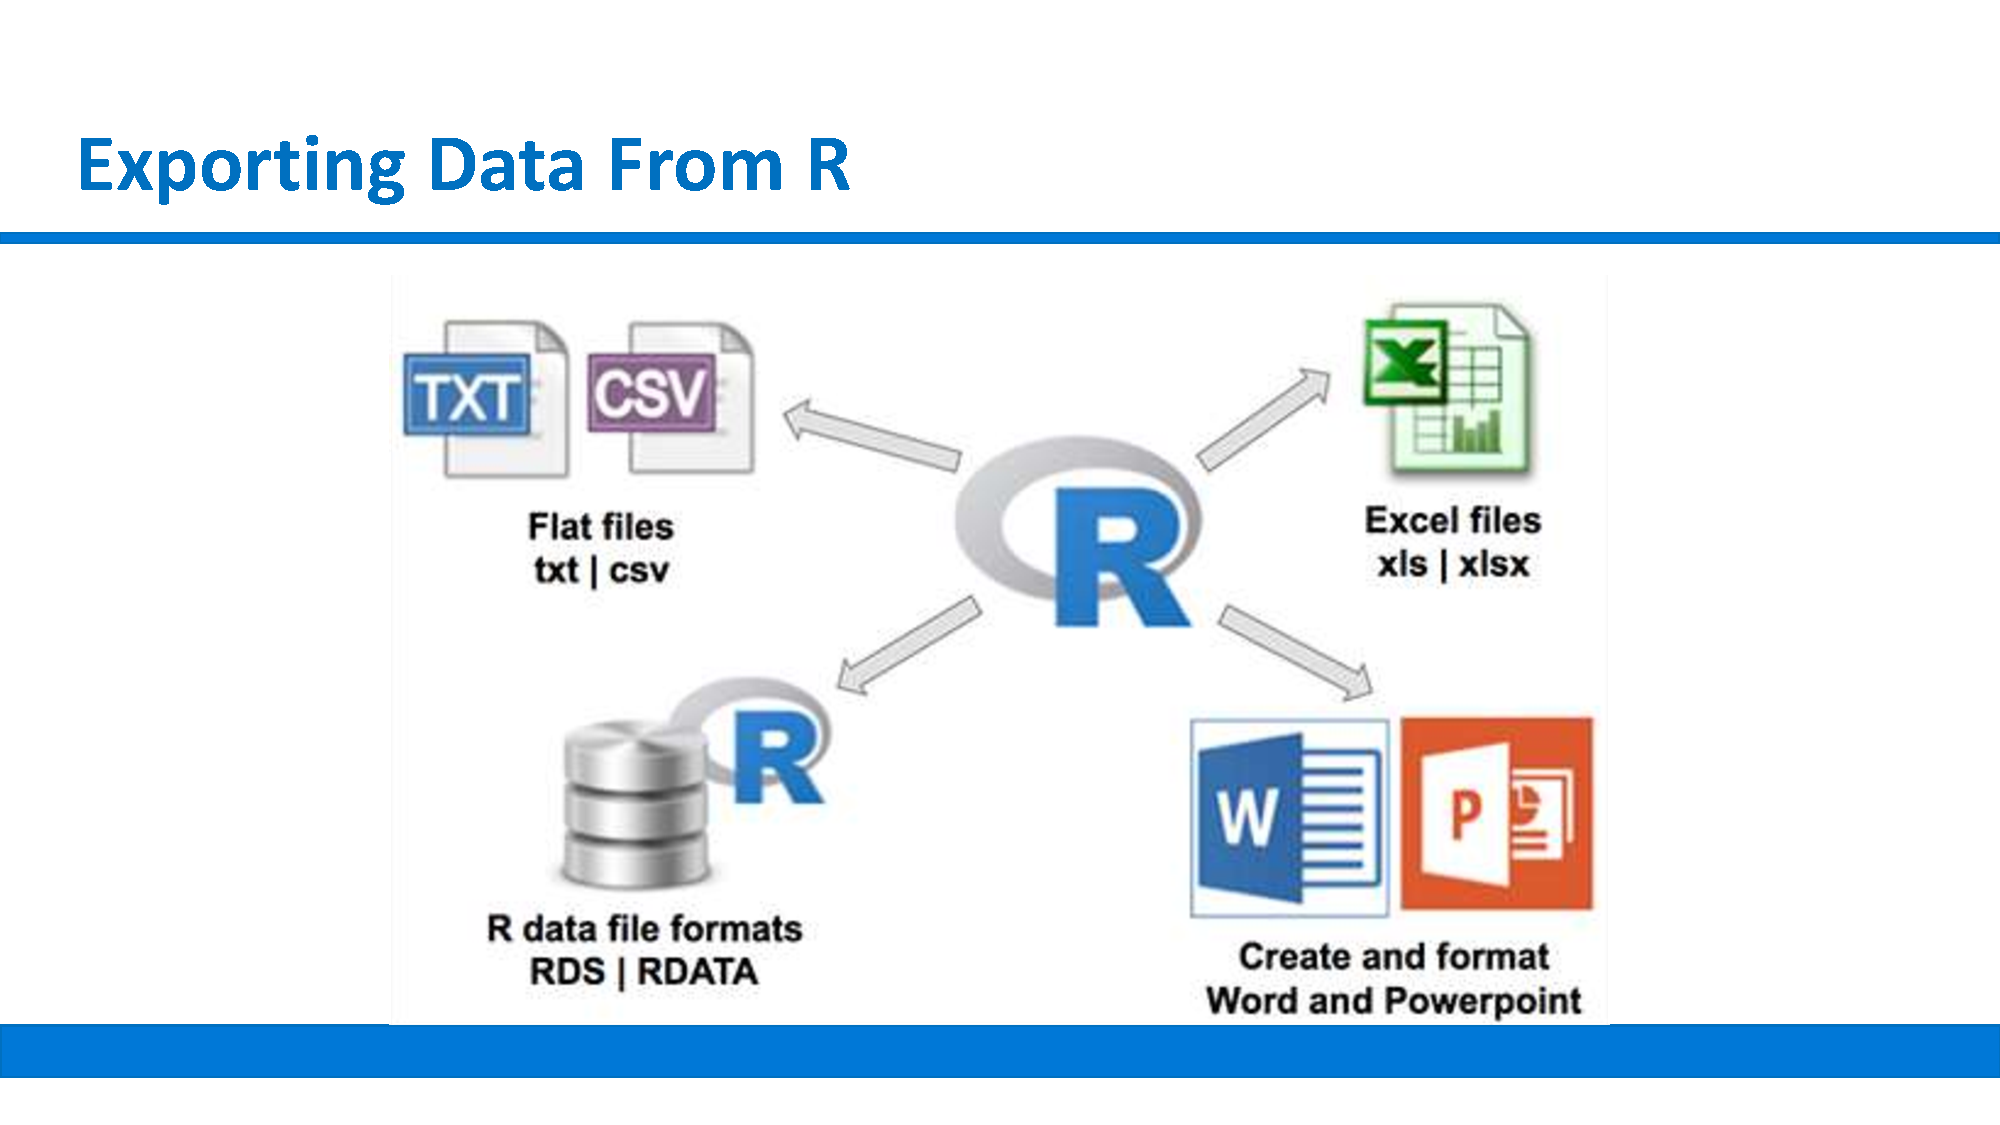 Exporting Data From R
TXT
CSV
Flat files
txt | csv
X
Excel files
xls | xlsx
R
R
R data file formats
RDS | RDATA
W
P
Create and format
Word and Powerpoint